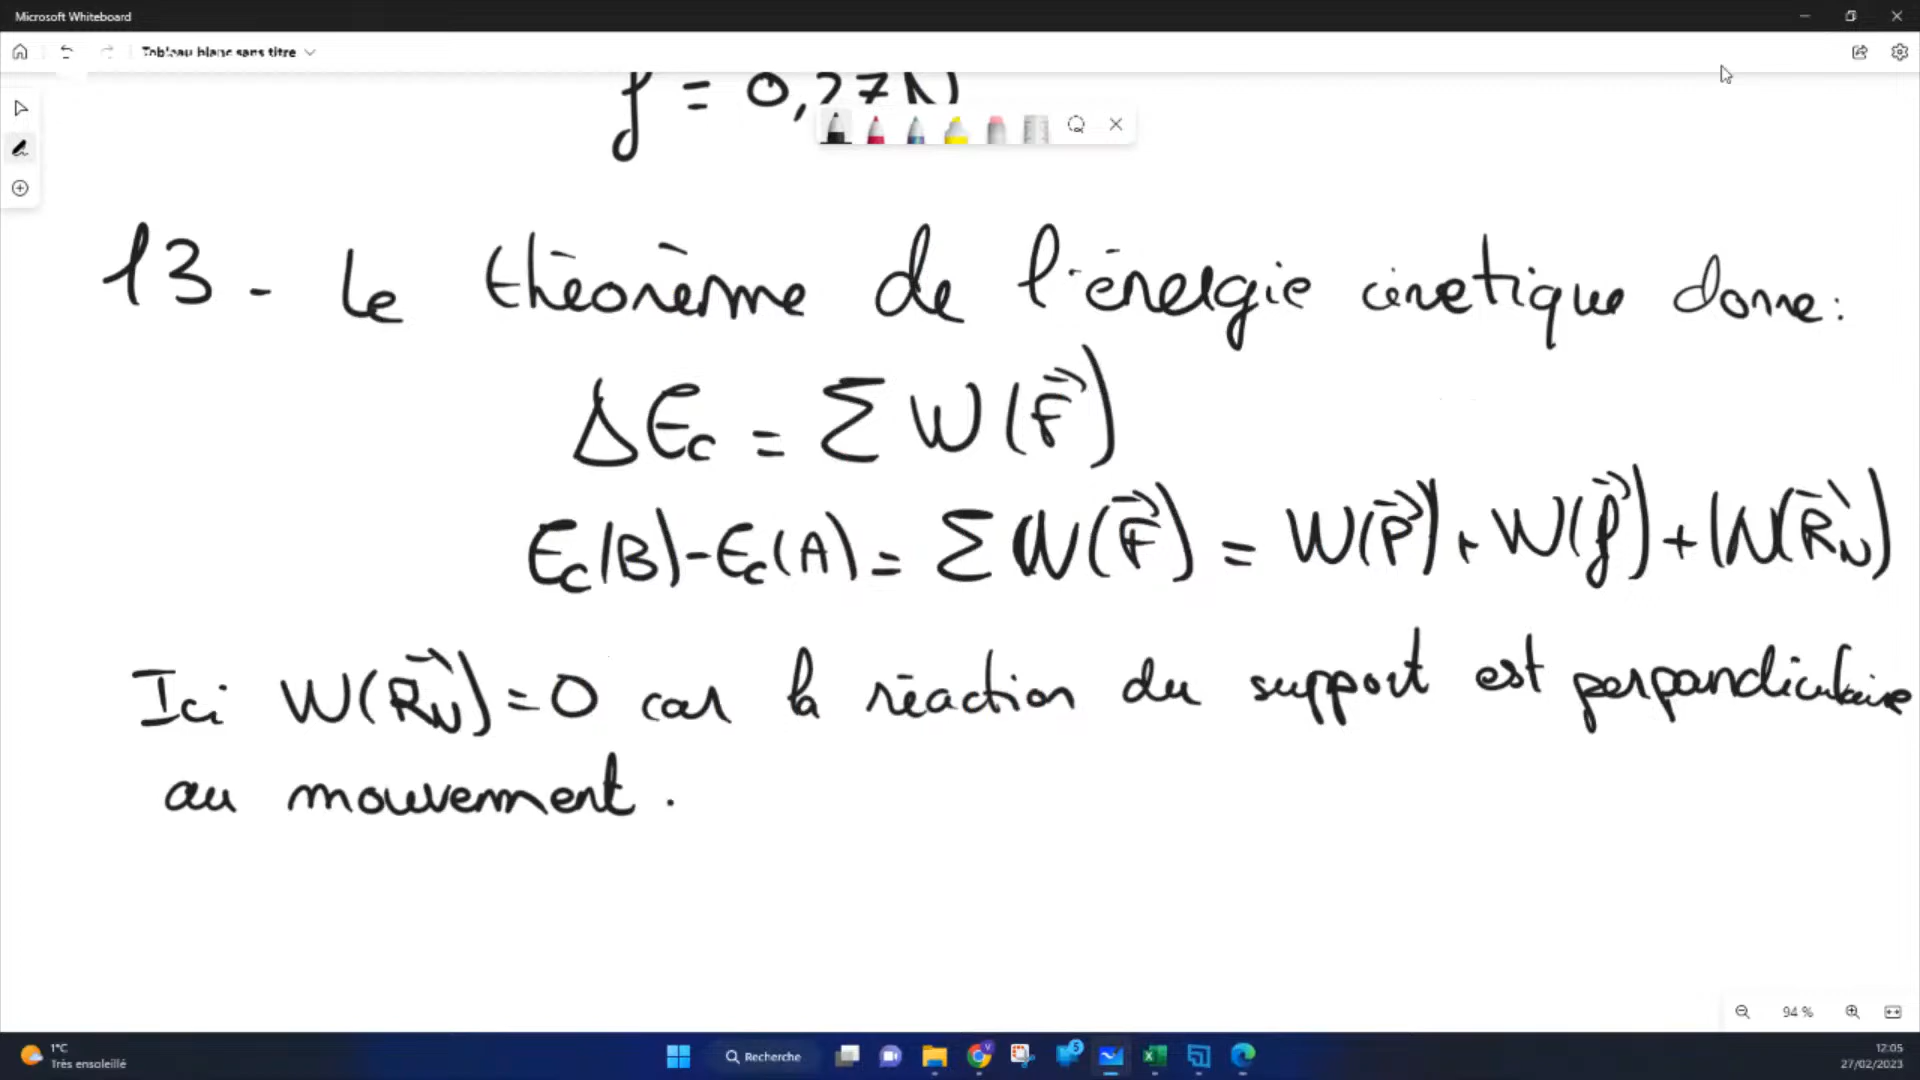 Microsoft Whiteboard
Tableau blanc sans titre
f = 0,27N
13 - Le théorème de l'énergie cinétique donne:
ΔEc = Σ W(F⃗)
Ec(B)-Ec(A) = Σ W(F⃗) = W(P⃗) + W(f⃗) + W(R⃗N)
Ici W(R⃗N) = 0 car la réaction du support est perpendiculaire
au mouvement.
94 %
1°C
Très ensoleillé
Recherche
5
12:05
27/02/2023